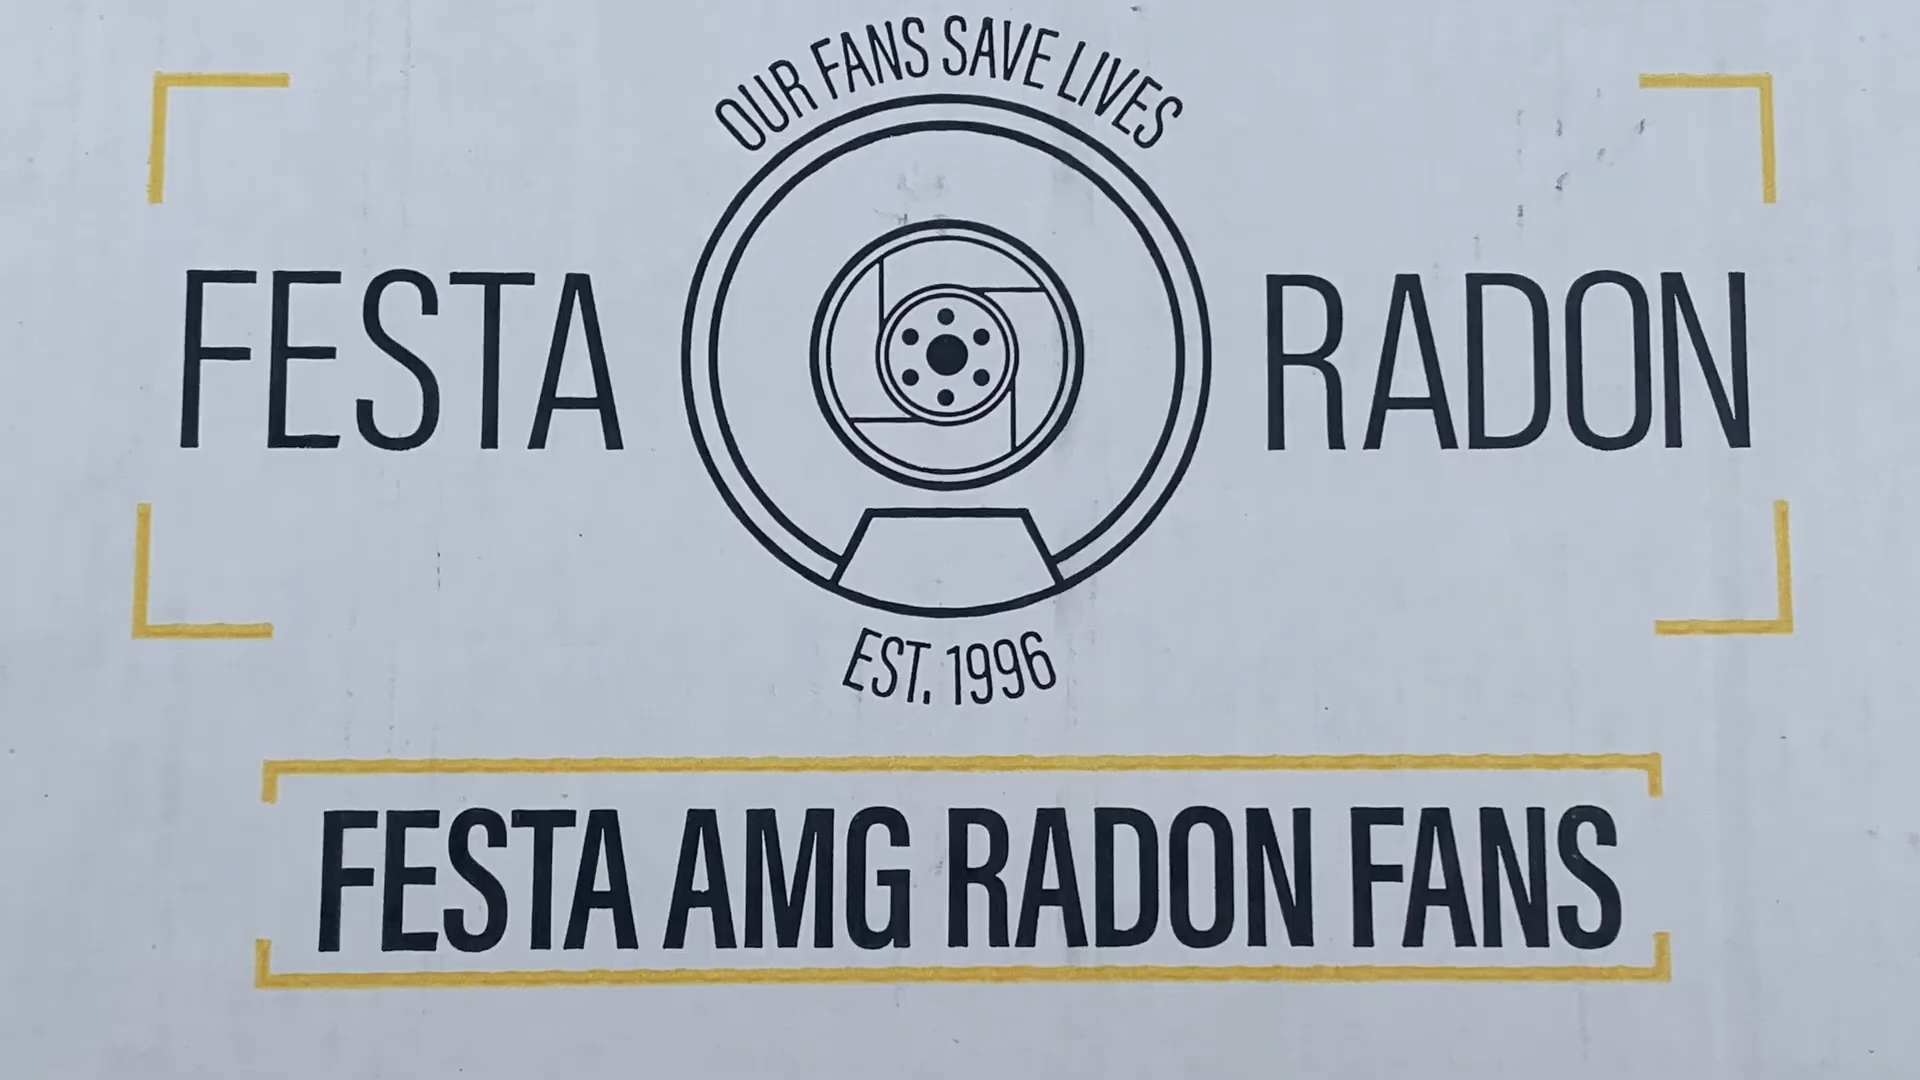 OUR FANS SAVE LIVES
FESTA RADON
EST. 1996
FESTA AMG RADON FANS